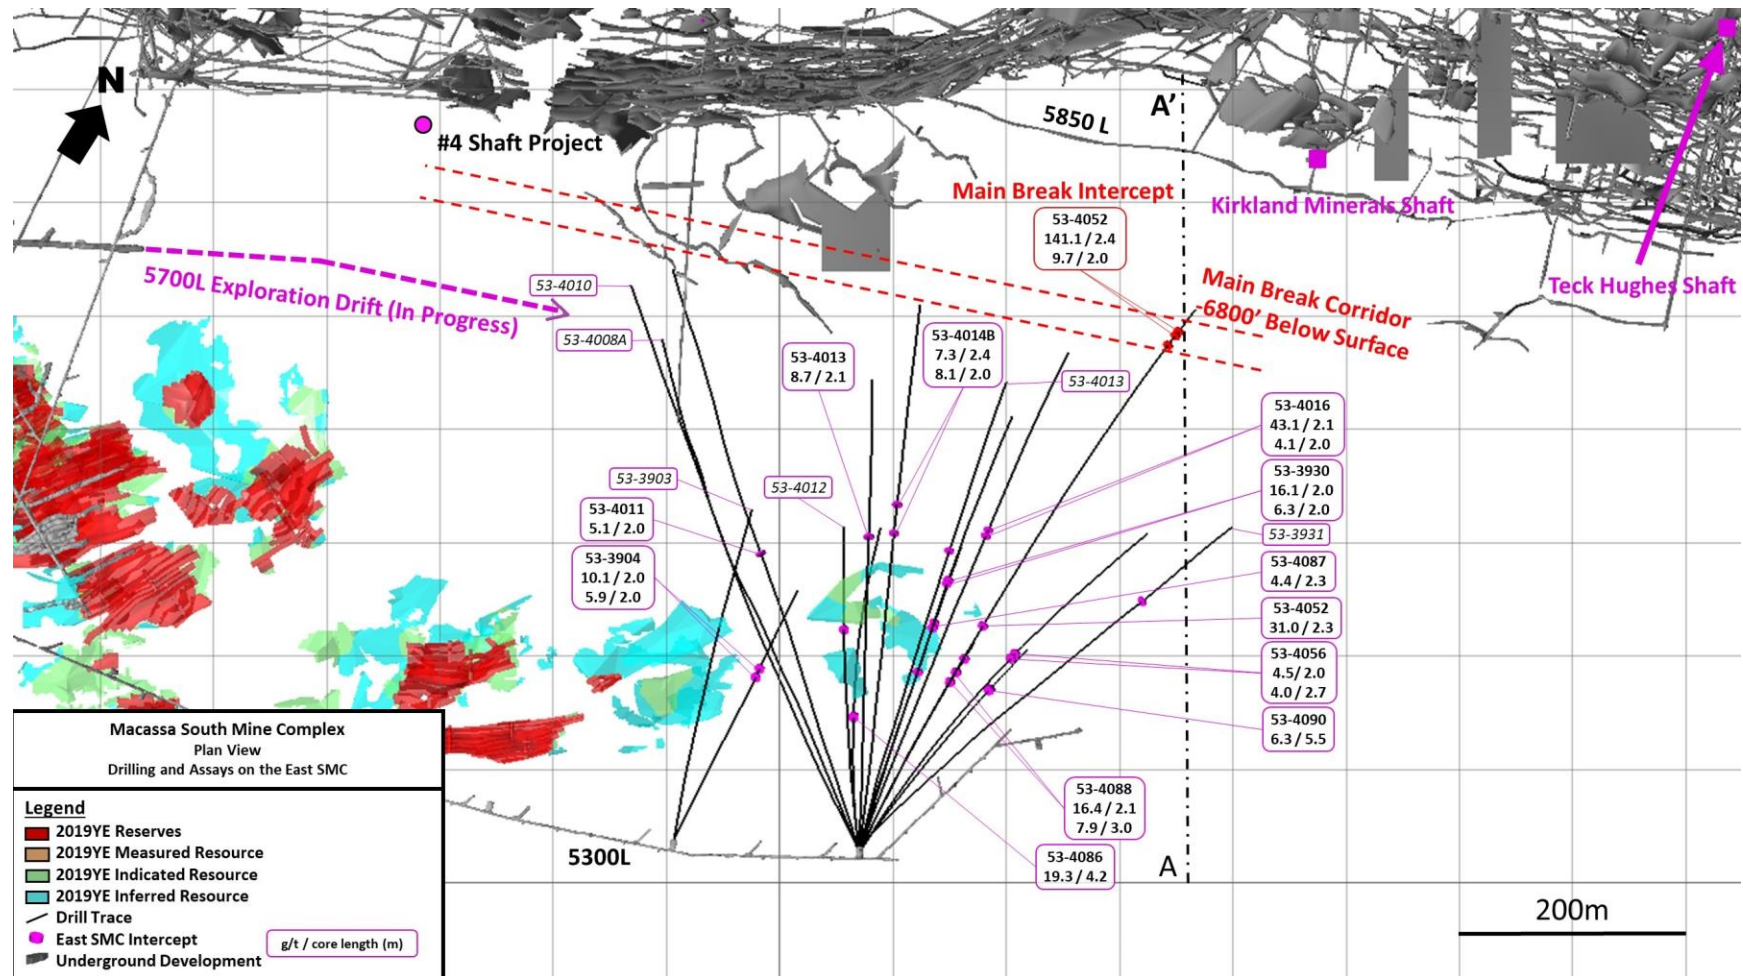 N
#4 Shaft Project
5850 L
A'
Kirkland Minerals Shaft
Teck Hughes Shaft
Main Break Intercept
53-4052
141.1 / 2.4
9.7 / 2.0
Main Break Corridor
-6800' Below Surface
5700L Exploration Drift (In Progress)
53-4010
53-4008A
53-4013
8.7 / 2.1
53-4014B
7.3 / 2.4
8.1 / 2.0
53-4013
53-4016
43.1 / 2.1
4.1 / 2.0
53-3903
53-4012
53-3930
16.1 / 2.0
6.3 / 2.0
53-4011
5.1 / 2.0
53-3931
53-3904
10.1 / 2.0
5.9 / 2.0
53-4087
4.4 / 2.3
53-4052
31.0 / 2.3
53-4056
4.5/ 2.0
4.0 / 2.7
53-4090
6.3 / 5.5
53-4088
16.4 / 2.1
7.9 / 3.0
53-4086
19.3 / 4.2
5300L
A
200m
Macassa South Mine Complex
Plan View
Drilling and Assays on the East SMC
Legend
2019YE Reserves
2019YE Measured Resource
2019YE Indicated Resource
2019YE Inferred Resource
Drill Trace
East SMC Intercept
g/t / core length (m)
Underground Development